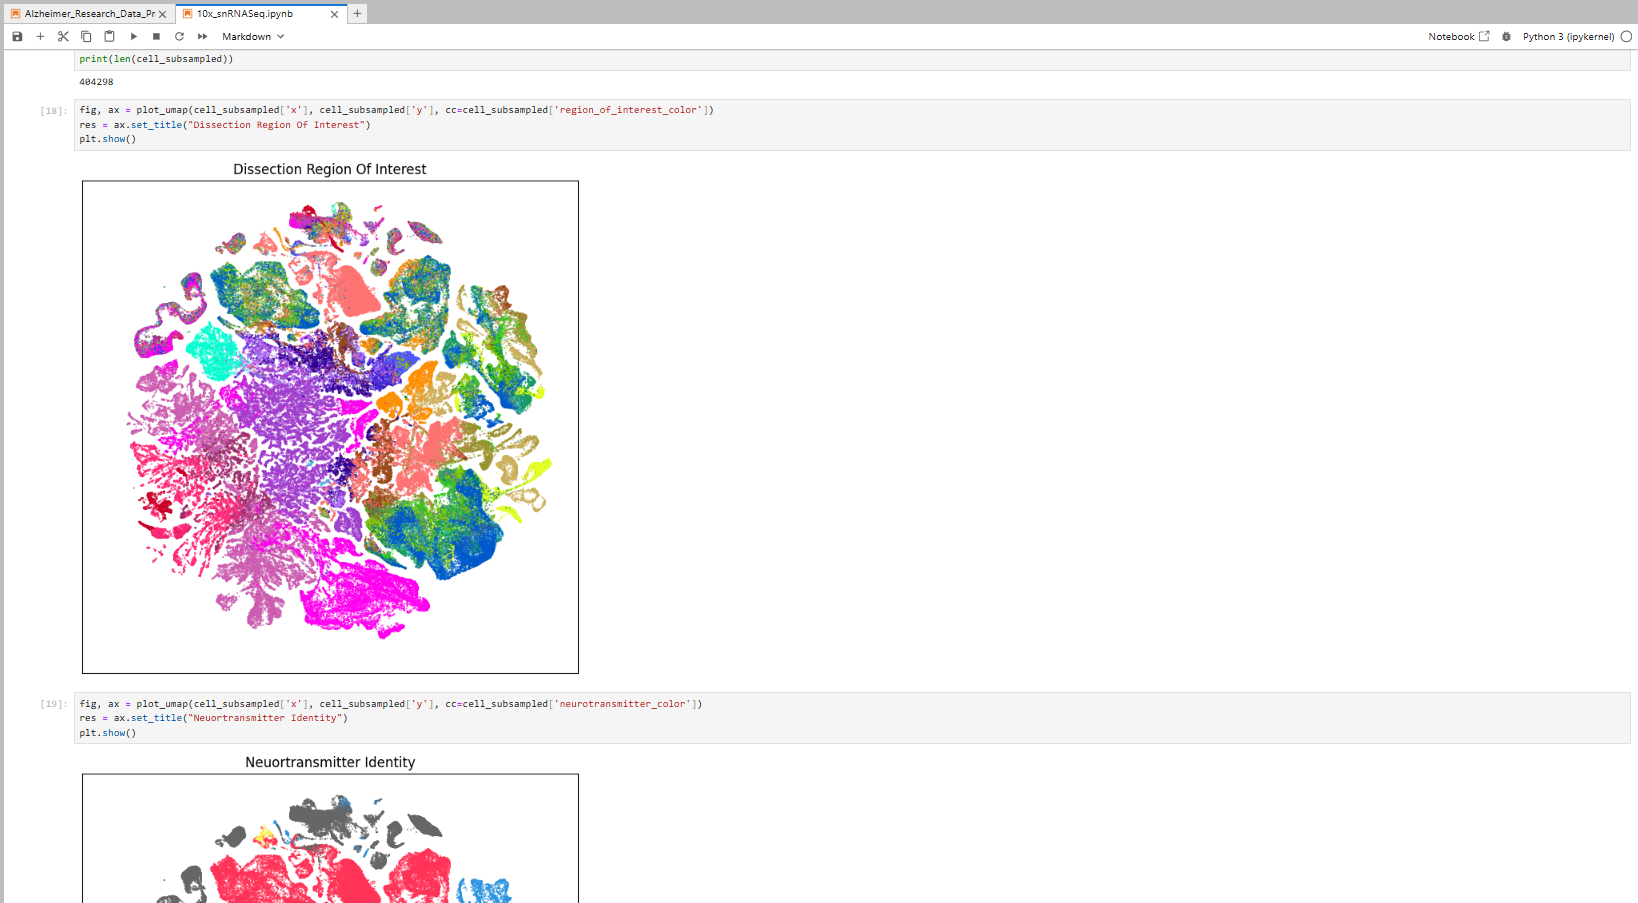 Alzheimer_Research_Data_Pr
10x_snRNASeq.ipynb
Markdown
Notebook
Python 3 (ipykernel)
print(len(cell_subsampled))
404298
[18]:
fig, ax = plot_umap(cell_subsampled['x'], cell_subsampled['y'], cc=cell_subsampled['region_of_interest_color'])
res = ax.set_title("Dissection Region Of Interest")
plt.show()
Dissection Region Of Interest
[19]:
fig, ax = plot_umap(cell_subsampled['x'], cell_subsampled['y'], cc=cell_subsampled['neurotransmitter_color'])
res = ax.set_title("Neuortransmitter Identity")
plt.show()
Neuortransmitter Identity